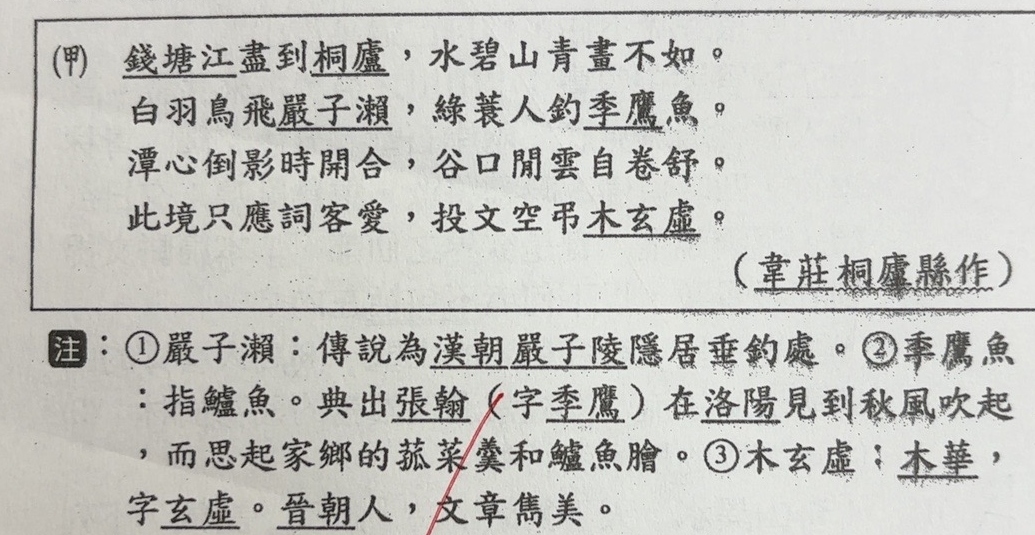 (甲) 錢塘江盡到桐廬，水碧山青畫不如。
白羽鳥飛嚴子瀨，綠蓑人釣季鷹魚。
潭心倒影時開合，谷口閒雲自卷舒。
此境只應詞客愛，投文空弔木玄虛。
（韋莊桐廬縣作）
注：①嚴子瀨：傳說為漢朝嚴子陵隱居垂釣處。②季鷹魚
：指鱸魚。典出張翰（字季鷹）在洛陽見到秋風吹起
，而思起家鄉的菰菜羹和鱸魚膾。③木玄虛：木華，
字玄虛。晉朝人，文章雋美。